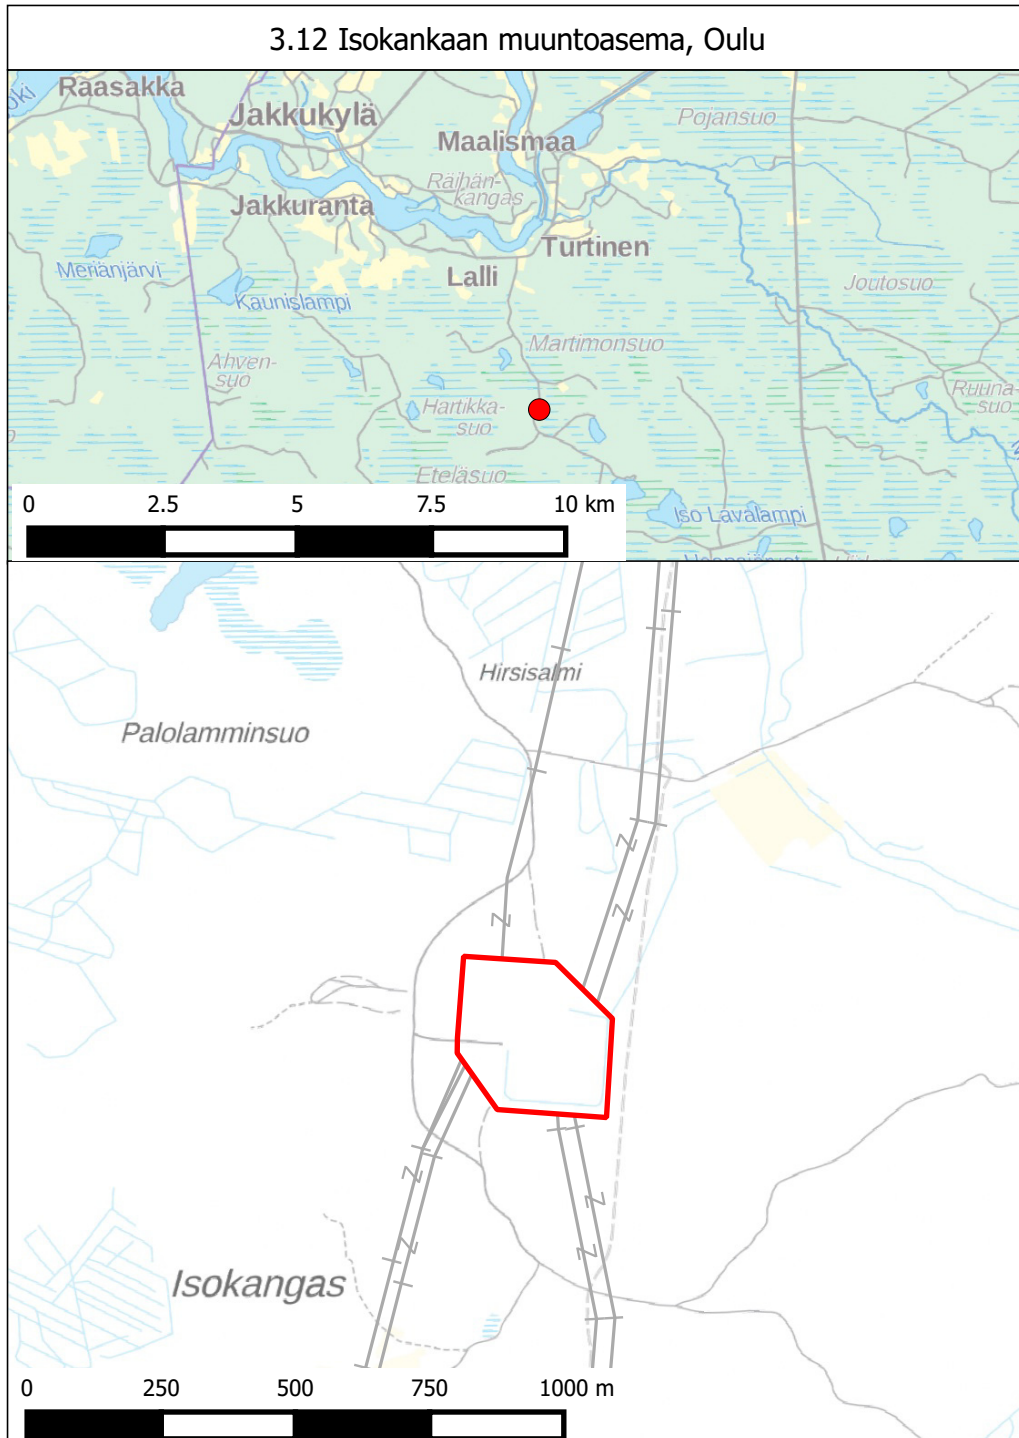 3.12 Isokankaan muuntoasema, Oulu
Raasakka
Jakkukylä
Maalismaa
Pojansuo
Räihän-
kangas
Jakkuranta
Turtinen
Lalli
Meriänjärvi
Kaunislampi
Joutosuo
Martimonsuo
Ahven-
suo
Hartikka-
suo
Ruuna-
suo
Eteläsuo
Iso Lavalampi
0 2.5 5 7.5 10 km
Hirsisalmi
Palolamminsuo
Z
Z
Z
Z
Z
Z
Z
Isokangas
0 250 500 750 1000 m